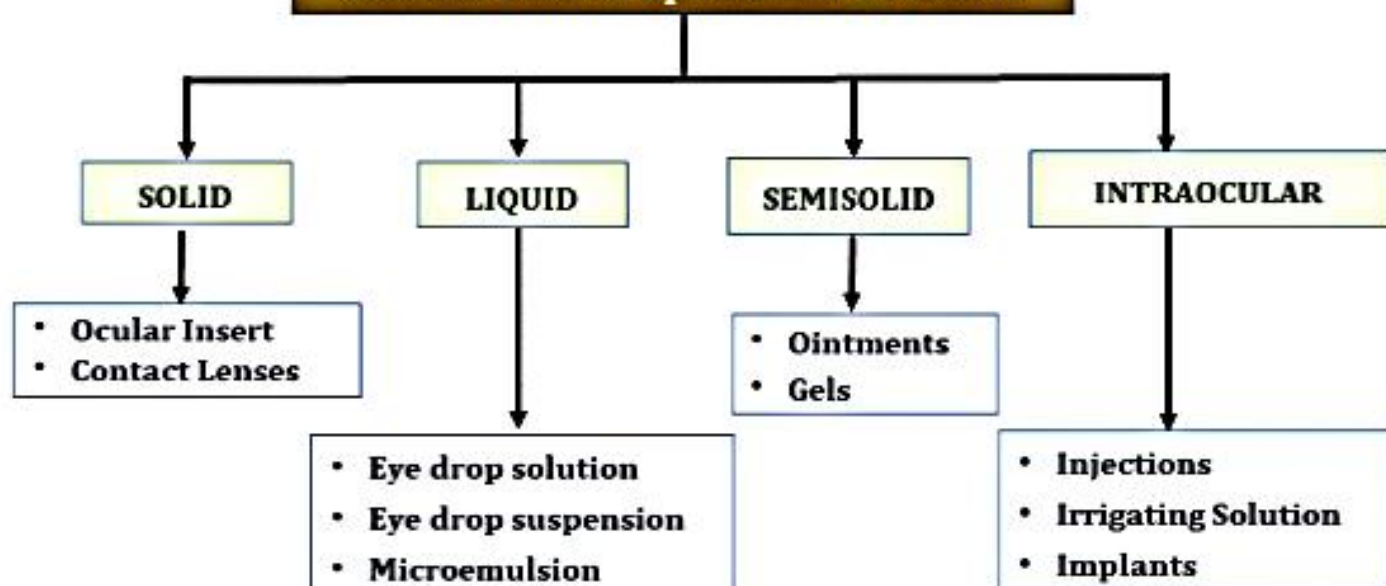 SOLID
LIQUID
SEMISOLID
INTRAOCULAR
• Ocular Insert
• Contact Lenses
• Ointments
• Gels
• Eye drop solution
• Eye drop suspension
• Microemulsion
• Injections
• Irrigating Solution
• Implants